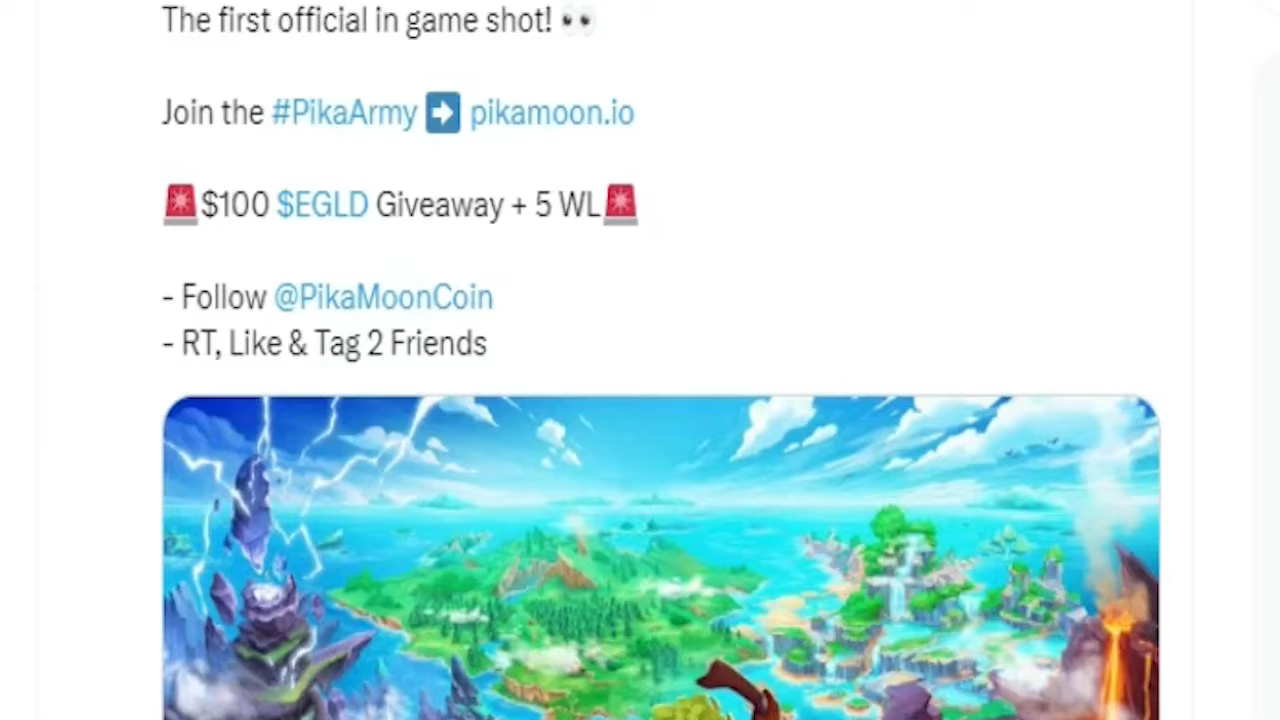 The first official in game shot! 👀
Join the #PikaArmy ➡️ pikamoon.io
🚨$100 $EGLD Giveaway + 5 WL🚨
- Follow @PikaMoonCoin
- RT, Like & Tag 2 Friends